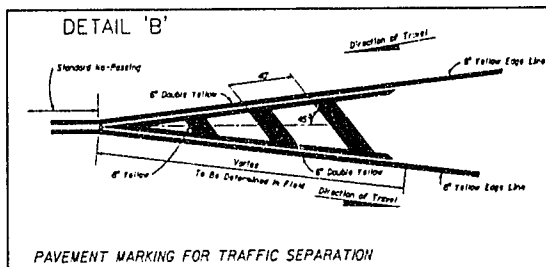 DETAIL 'B'
Direction of Travel
Standard No-Passing
8" Yellow Edge Line
6" Double Yellow
45°
8" Yellow
Varies
To Be Determined in Field
6" Double Yellow
8" Yellow Edge Line
Direction of Travel
PAVEMENT MARKING FOR TRAFFIC SEPARATION